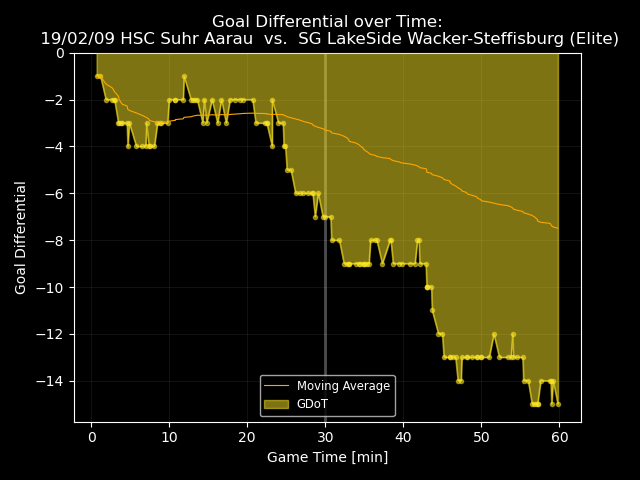 Goal Differential over Time:
19/02/09 HSC Suhr Aarau  vs.  SG LakeSide Wacker-Steffisburg (Elite)
0
−2
−4
−6
−8
−10
−12
−14
Goal Differential
Moving Average
GDoT
0 10 20 30 40 50 60
Game Time [min]